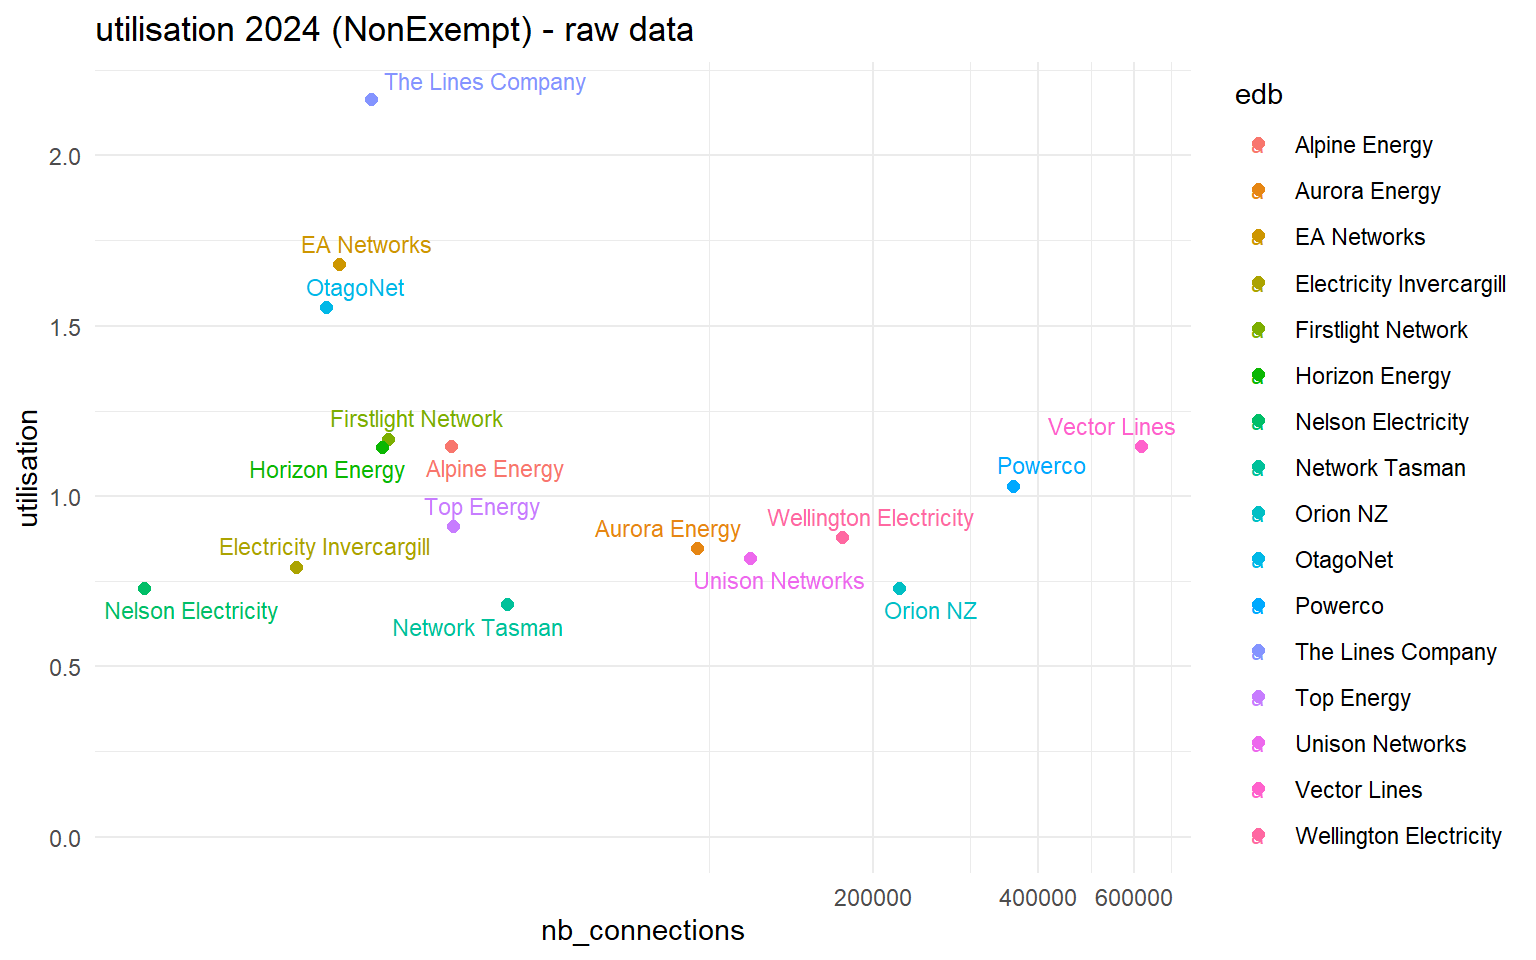 utilisation 2024 (NonExempt) - raw data
The Lines Company
EA Networks
OtagoNet
Firstlight Network
Horizon Energy
Alpine Energy
Vector Lines
Powerco
Top Energy
Wellington Electricity
Aurora Energy
Electricity Invercargill
Unison Networks
Nelson Electricity
Orion NZ
Network Tasman
2.0
1.5
1.0
0.5
0.0
utilisation
200000
400000
600000
nb_connections
edb
a Alpine Energy
a Aurora Energy
a EA Networks
a Electricity Invercargill
a Firstlight Network
a Horizon Energy
a Nelson Electricity
a Network Tasman
a Orion NZ
a OtagoNet
a Powerco
a The Lines Company
a Top Energy
a Unison Networks
a Vector Lines
a Wellington Electricity